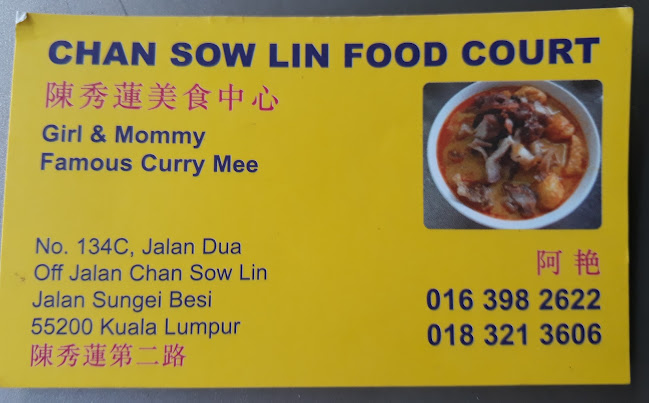 CHAN SOW LIN FOOD COURT
陳秀蓮美食中心
Girl & Mommy
Famous Curry Mee
No. 134C, Jalan Dua
Off Jalan Chan Sow Lin
Jalan Sungei Besi
55200 Kuala Lumpur
陳秀蓮第二路
阿艳
016 398 2622
018 321 3606